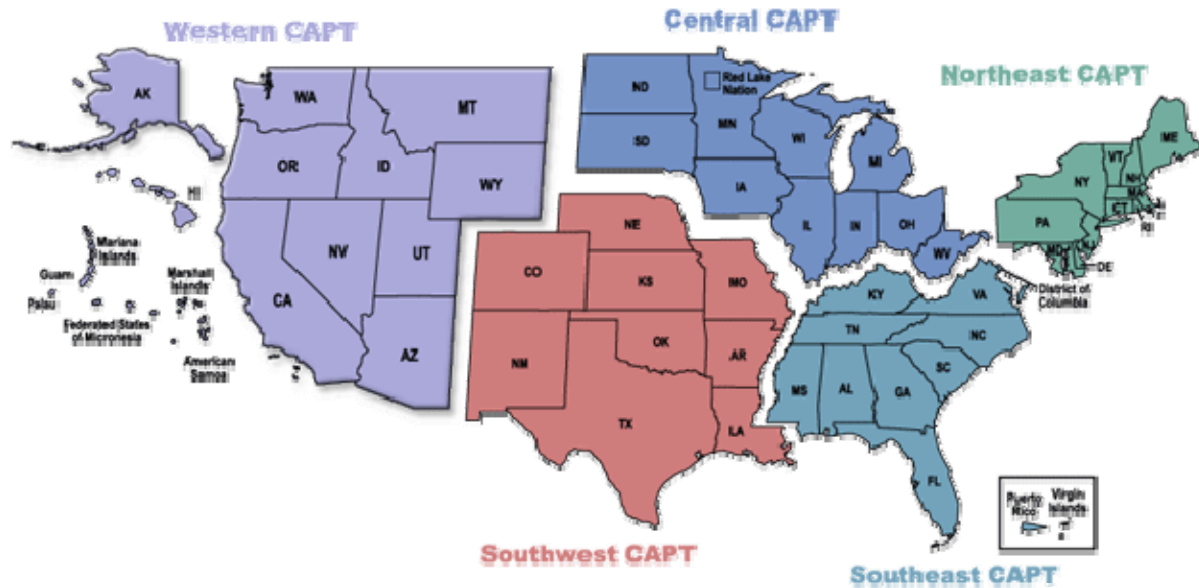 Western CAPT
Central CAPT
Northeast CAPT
Southwest CAPT
Southeast CAPT
AK
WA
MT
OR
ID
WY
HI
NV
UT
CA
AZ
Mariana
Islands
Guam
Marshall
Islands
Palau
Federated States
of Micronesia
American
Samoa
ND
MN
Red Lake
Nation
SD
WI
MI
IA
IL
IN
OH
WV
NE
CO
KS
MO
NM
OK
AR
TX
LA
ME
VT
NH
NY
MA
CT
RI
PA
NJ
MD
DE
District of
Columbia
KY
VA
TN
NC
SC
MS
AL
GA
FL
Puerto
Rico
Virgin
Islands